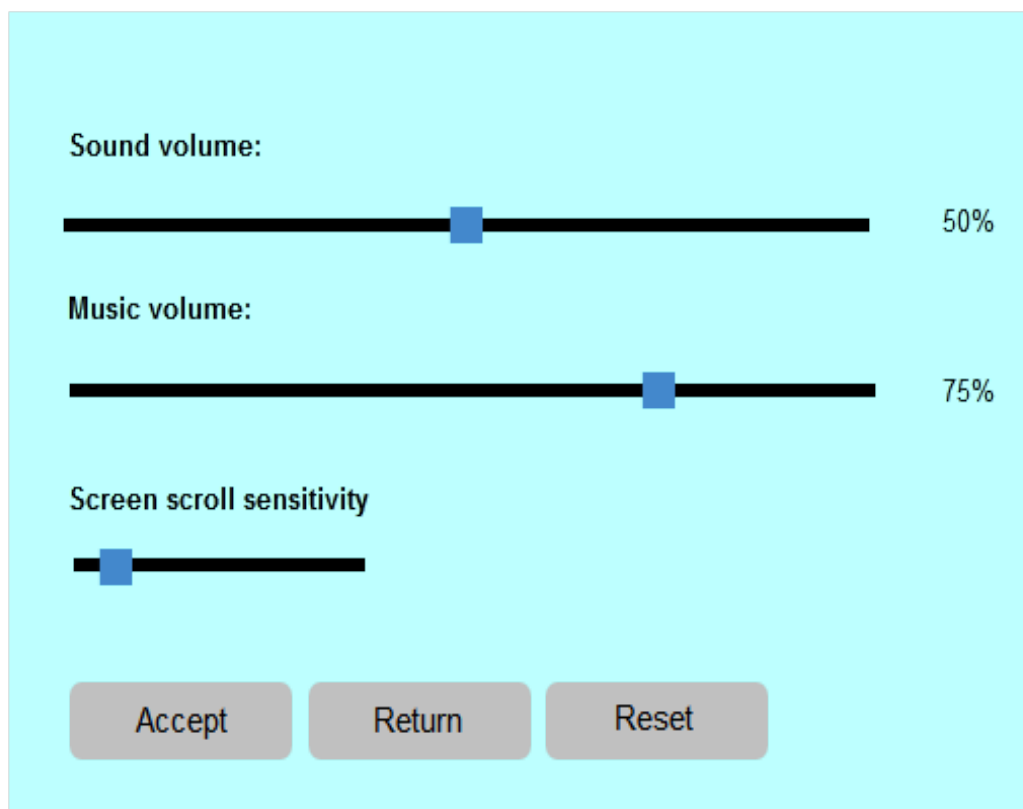 Sound volume:
50%
Music volume:
75%
Screen scroll sensitivity
Accept
Return
Reset